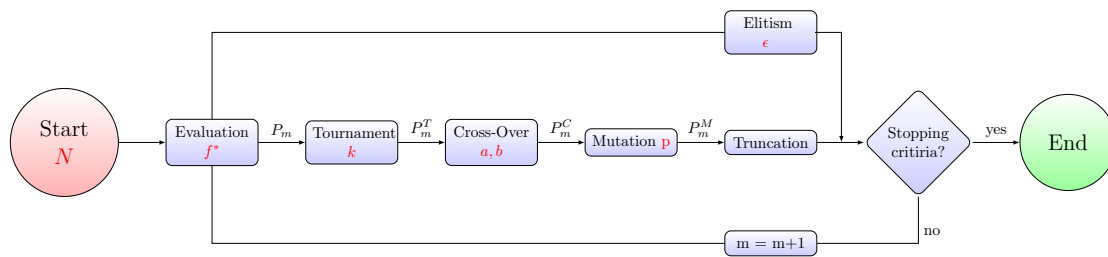 Elitism
ϵ
Start
N
Evaluation
f*
P_m
Tournament
k
P_m^T
Cross-Over
a, b
P_m^C
Mutation p
P_m^M
Truncation
Stopping
critiria?
yes
End
no
m = m+1